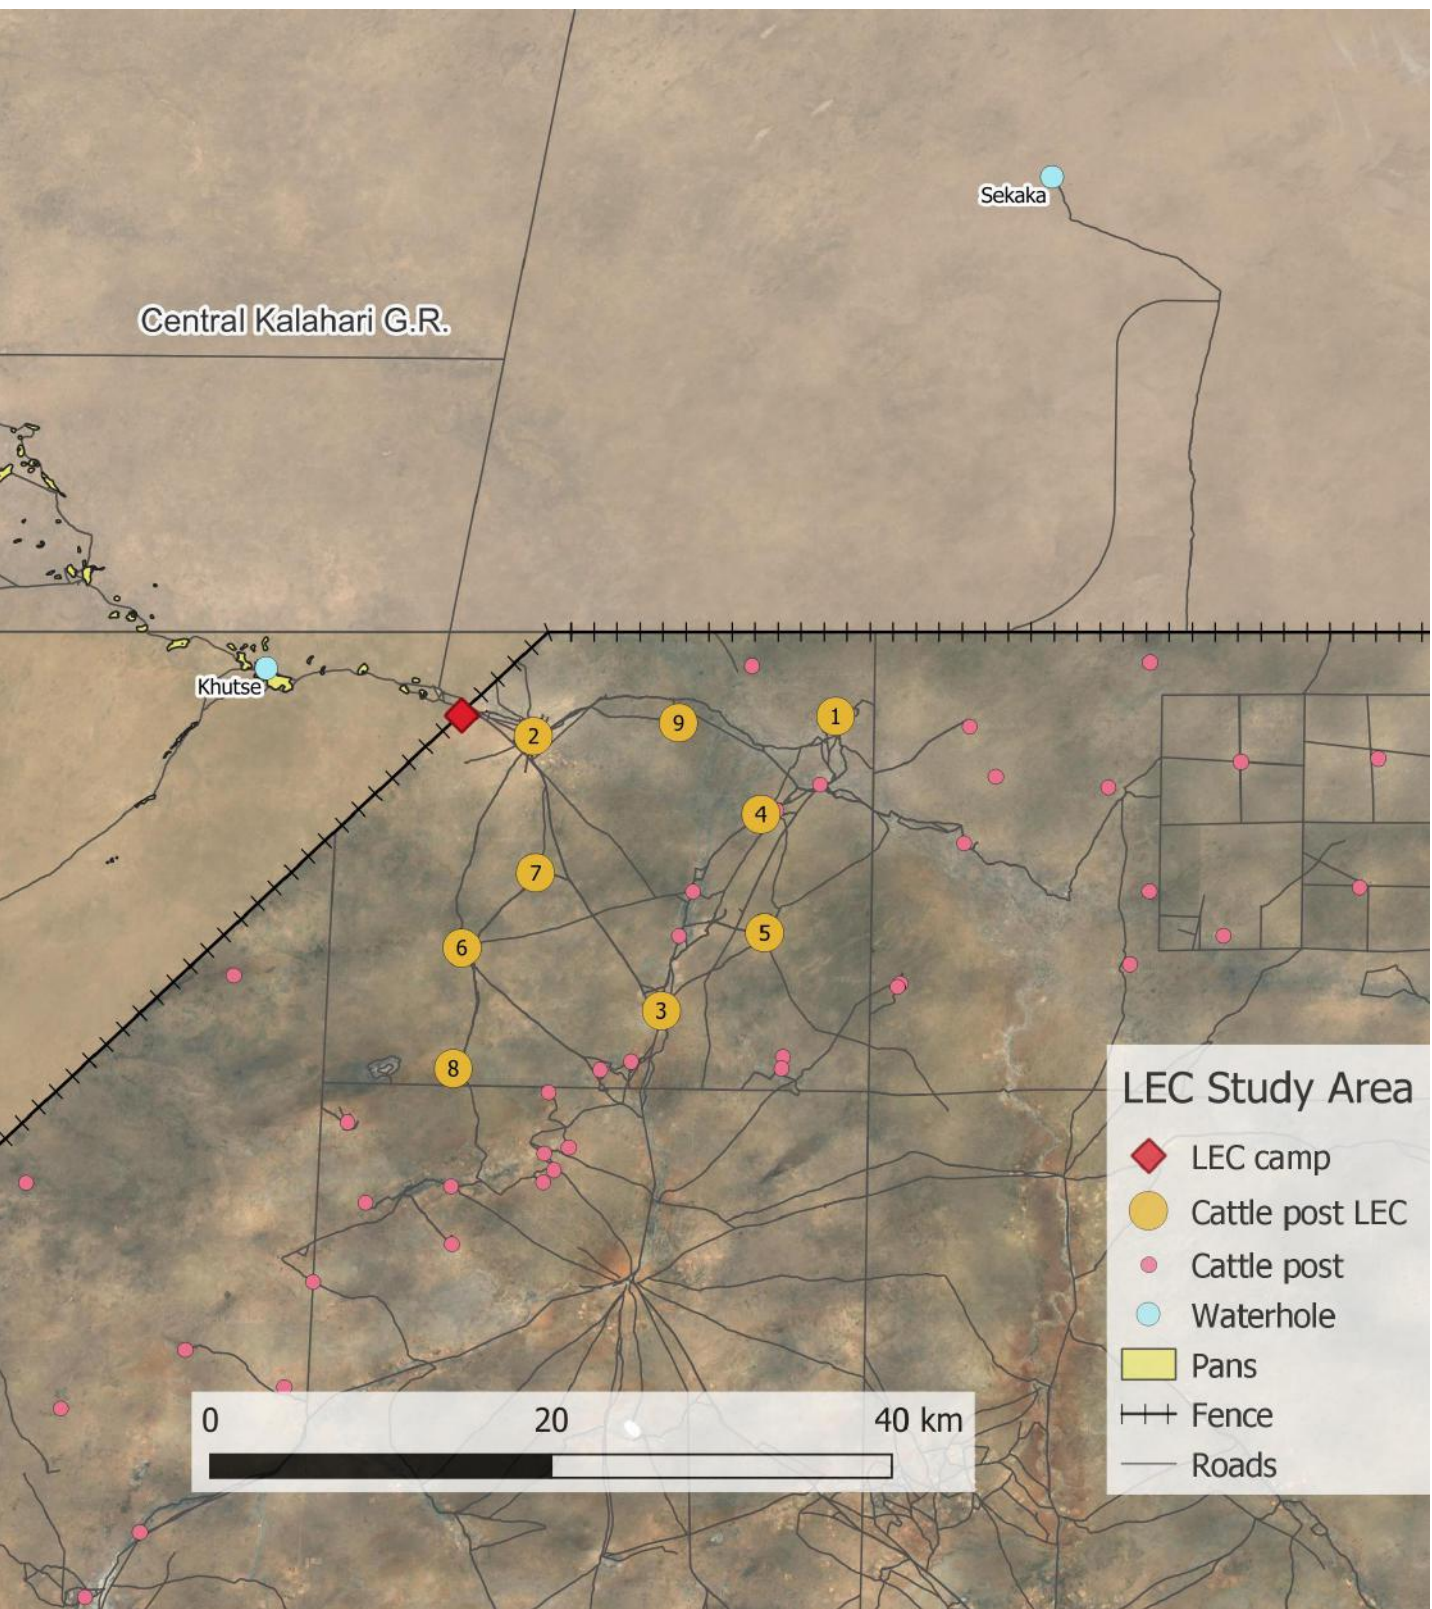 Sekaka
Central Kalahari G.R.
Khutse
1
9
2
4
7
5
6
3
8
LEC Study Area
LEC camp
Cattle post LEC
Cattle post
Waterhole
Pans
Fence
Roads
0 20 40 km